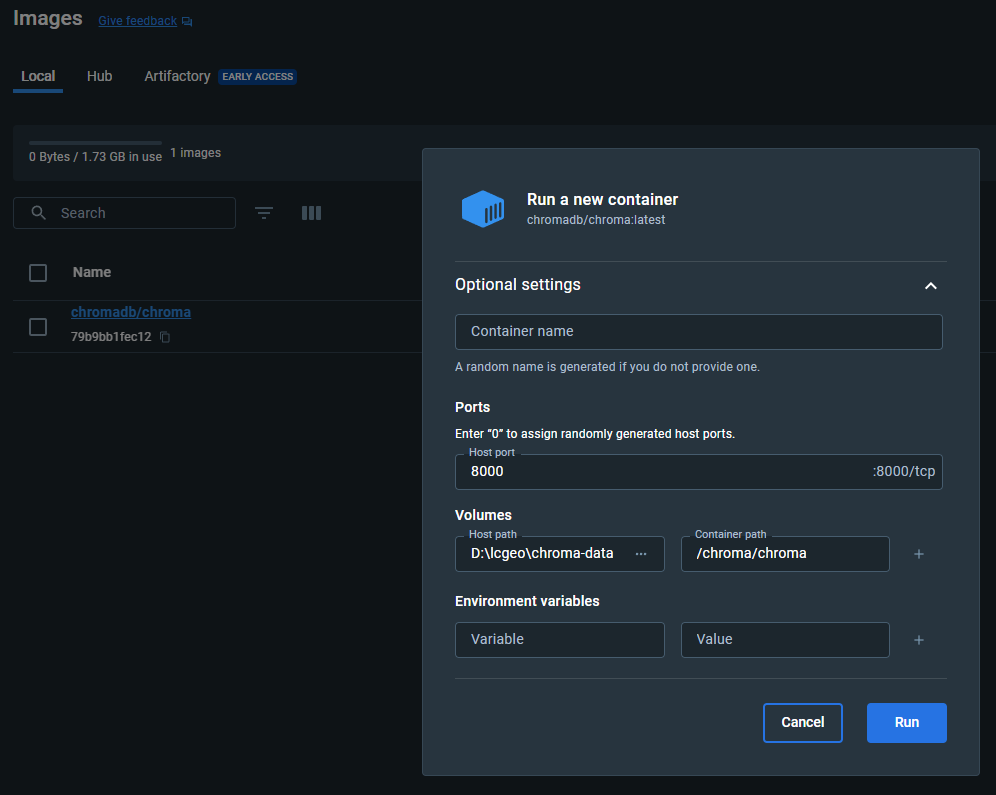 Images
Give feedback
Local Hub Artifactory EARLY ACCESS
0 Bytes / 1.73 GB in use 1 images
Search
Name
chromadb/chroma
79b9bb1fec12
Run a new container
chromadb/chroma:latest
Optional settings
Container name
A random name is generated if you do not provide one.
Ports
Enter “0” to assign randomly generated host ports.
Host port
8000 :8000/tcp
Volumes
Host path Container path
D:\lcgeo\chroma-data ··· /chroma/chroma +
Environment variables
Variable Value +
Cancel Run